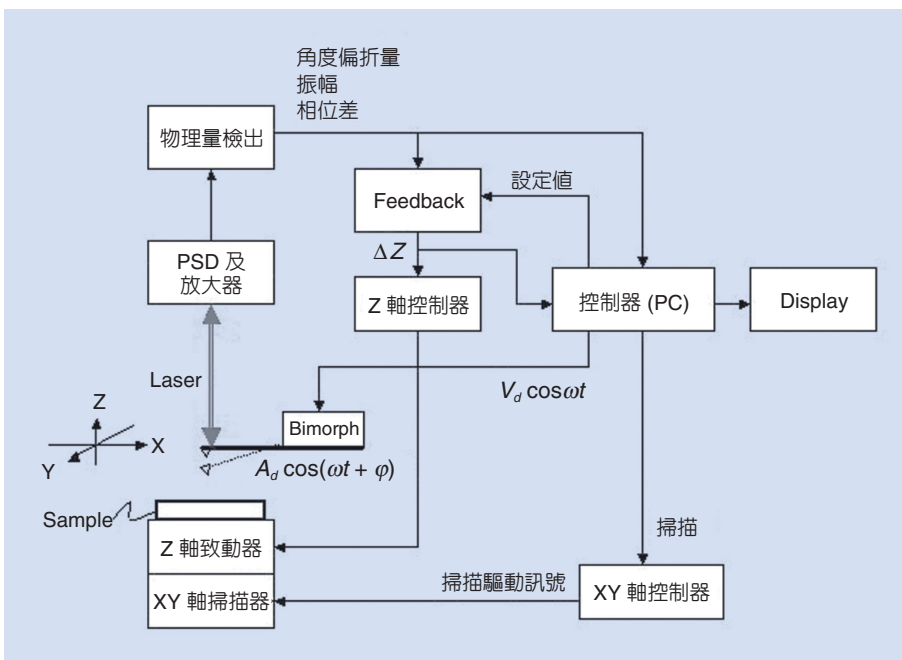 角度偏折量
振幅
相位差
物理量檢出
Feedback
設定值
ΔZ
PSD 及
放大器
Z 軸控制器
控制器 (PC)
Display
Laser
V_d cosωt
Z
X
Y
Bimorph
A_d cos(ωt + φ)
Sample
Z 軸致動器
掃描
XY 軸掃描器
掃描驅動訊號
XY 軸控制器